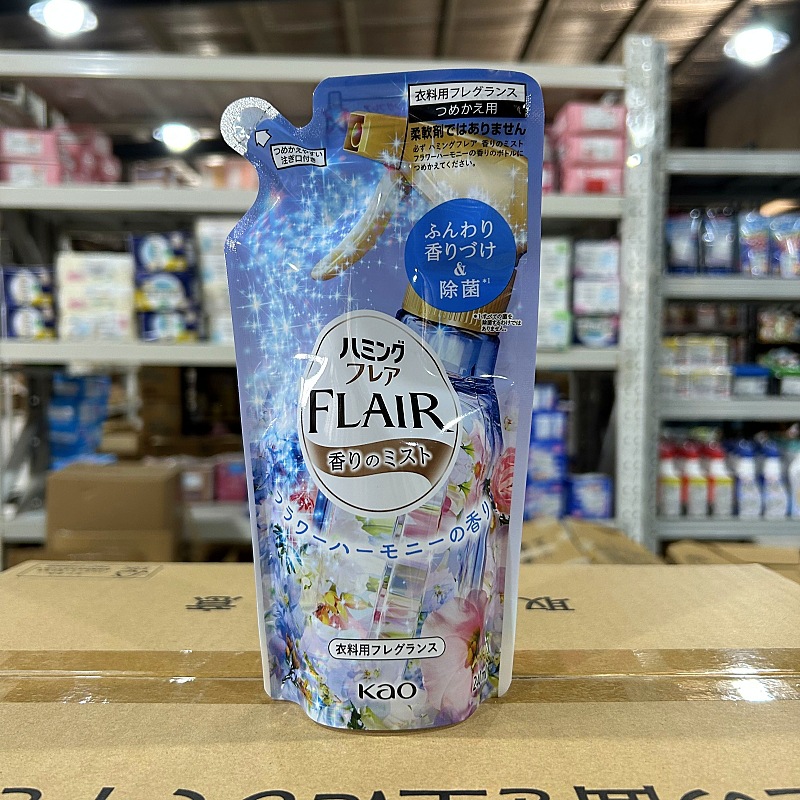 衣料用フレグランス
つめかえ用
柔軟剤ではありません
必ず ハミングフレア 香りのミスト
フラワーハーモニーの香りのボトルに
つめかえてください。
つめかえやすい
注ぎ口付き
ふんわり
香りづけ
&
除菌*1
ハミング
フレア
FLAIR
香りのミスト
フラワーハーモニーの香り
衣料用フレグランス
Kao
意
取